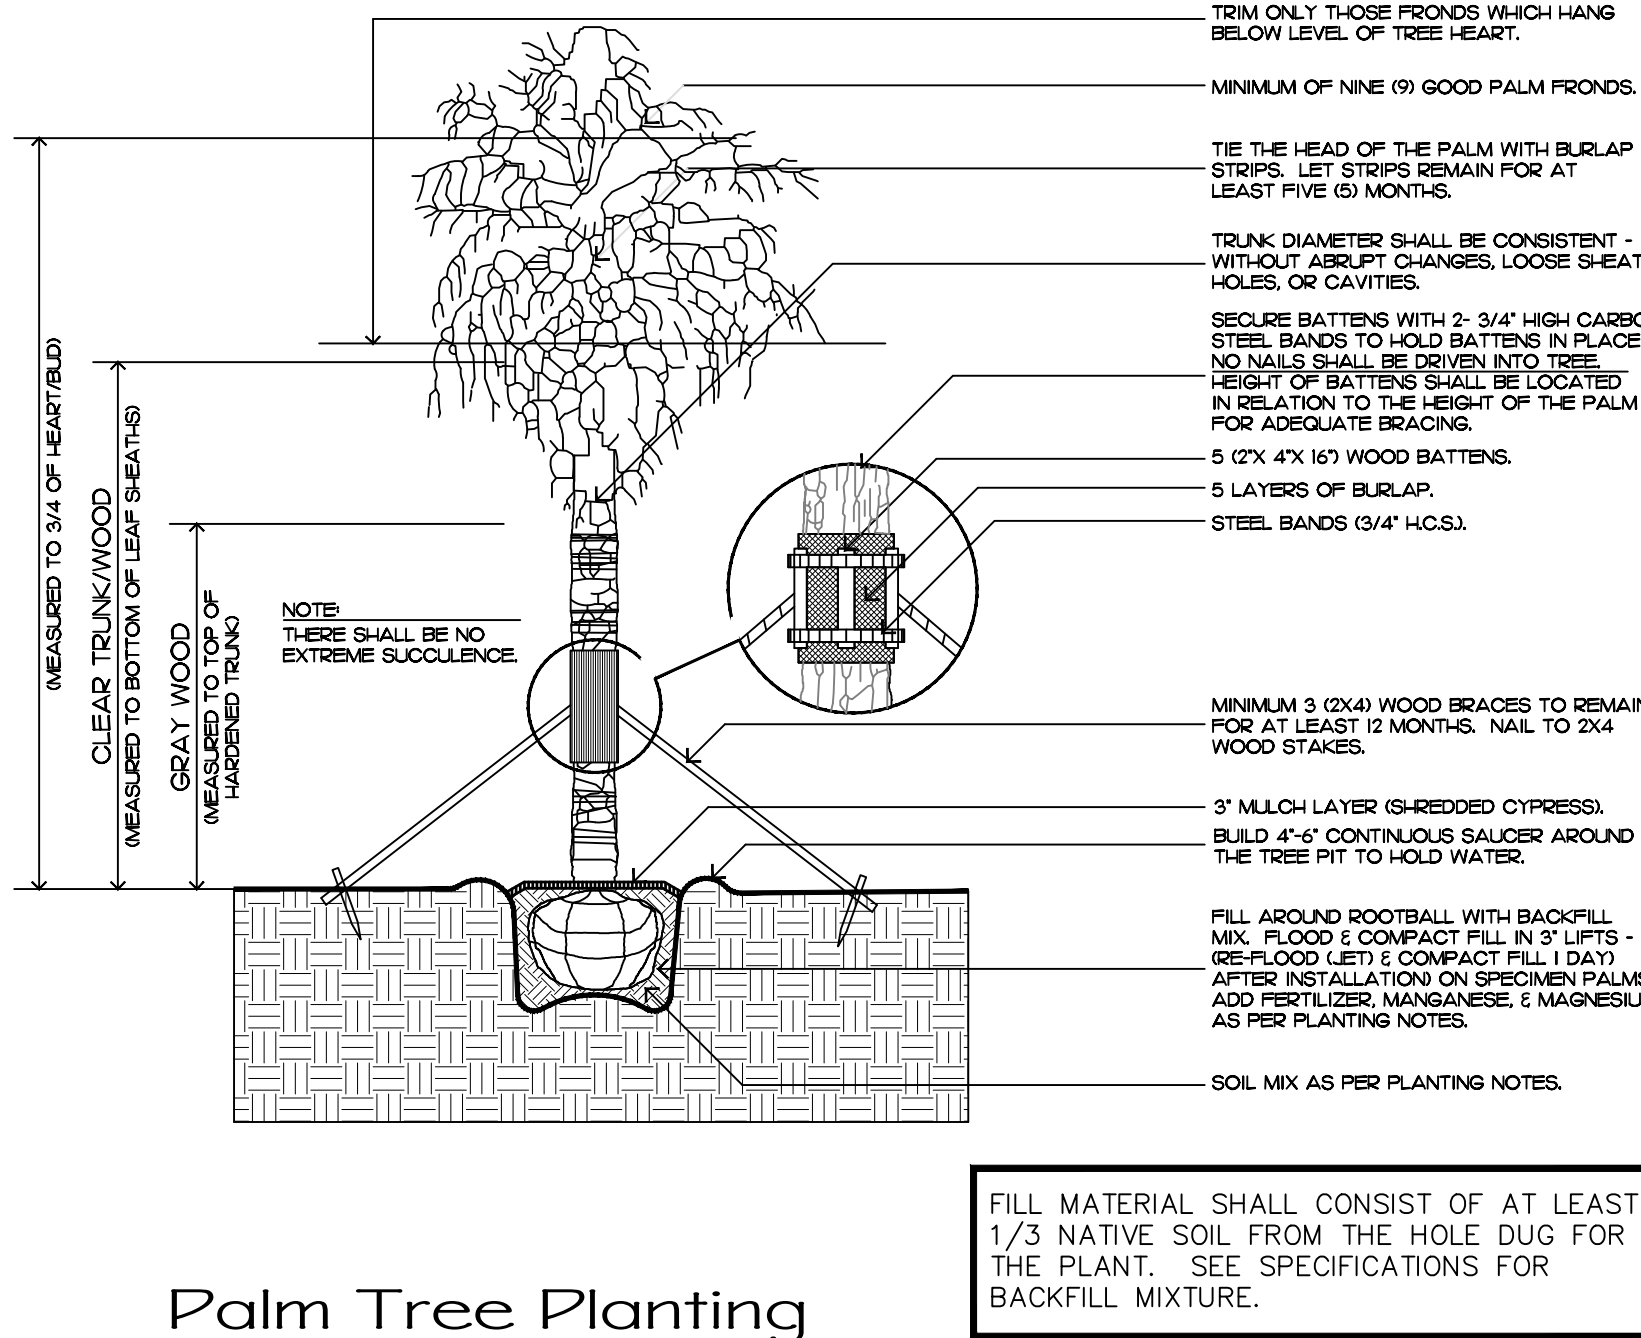 TRIM ONLY THOSE FRONDS WHICH HANG
BELOW LEVEL OF TREE HEART.
MINIMUM OF NINE (9) GOOD PALM FRONDS.
TIE THE HEAD OF THE PALM WITH BURLAP
STRIPS. LET STRIPS REMAIN FOR AT
LEAST FIVE (5) MONTHS.
TRUNK DIAMETER SHALL BE CONSISTENT -
WITHOUT ABRUPT CHANGES, LOOSE SHEAT
HOLES, OR CAVITIES.
SECURE BATTENS WITH 2- 3/4" HIGH CARBO
STEEL BANDS TO HOLD BATTENS IN PLACE
NO NAILS SHALL BE DRIVEN INTO TREE.
HEIGHT OF BATTENS SHALL BE LOCATED
IN RELATION TO THE HEIGHT OF THE PALM
FOR ADEQUATE BRACING.
5 (2"X 4"X 16") WOOD BATTENS.
5 LAYERS OF BURLAP.
STEEL BANDS (3/4" H.C.S.).
(MEASURED TO 3/4 OF HEART/BUD)
CLEAR TRUNK/WOOD
(MEASURED TO BOTTOM OF LEAF SHEATHS)
GRAY WOOD
(MEASURED TO TOP OF
HARDENED TRUNK)
NOTE:
THERE SHALL BE NO
EXTREME SUCCULENCE.
MINIMUM 3 (2X4) WOOD BRACES TO REMAIN
FOR AT LEAST 12 MONTHS. NAIL TO 2X4
WOOD STAKES.
3" MULCH LAYER (SHREDDED CYPRESS).
BUILD 4"-6" CONTINUOUS SAUCER AROUND
THE TREE PIT TO HOLD WATER.
FILL AROUND ROOTBALL WITH BACKFILL
MIX. FLOOD & COMPACT FILL IN 3" LIFTS -
(RE-FLOOD (JET) & COMPACT FILL 1 DAY)
AFTER INSTALLATION) ON SPECIMEN PALMS
ADD FERTILIZER, MANGANESE, & MAGNESIU
AS PER PLANTING NOTES.
SOIL MIX AS PER PLANTING NOTES.
FILL MATERIAL SHALL CONSIST OF AT LEAST
1/3 NATIVE SOIL FROM THE HOLE DUG FOR
THE PLANT. SEE SPECIFICATIONS FOR
BACKFILL MIXTURE.
Palm Tree Planting